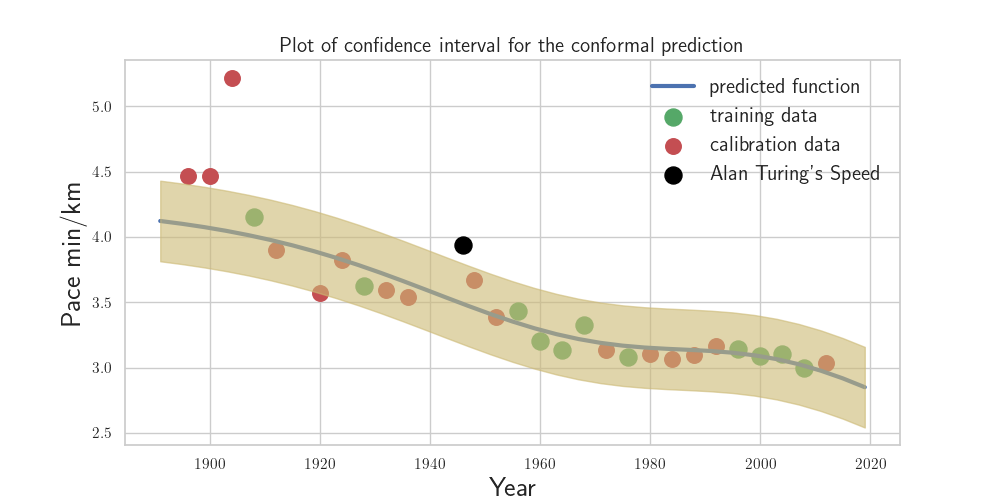 Plot of confidence interval for the conformal prediction
predicted function
training data
calibration data
Alan Turing's Speed
5.0
4.5
4.0
3.5
3.0
2.5
Pace min/km
1900 1920 1940 1960 1980 2000 2020
Year